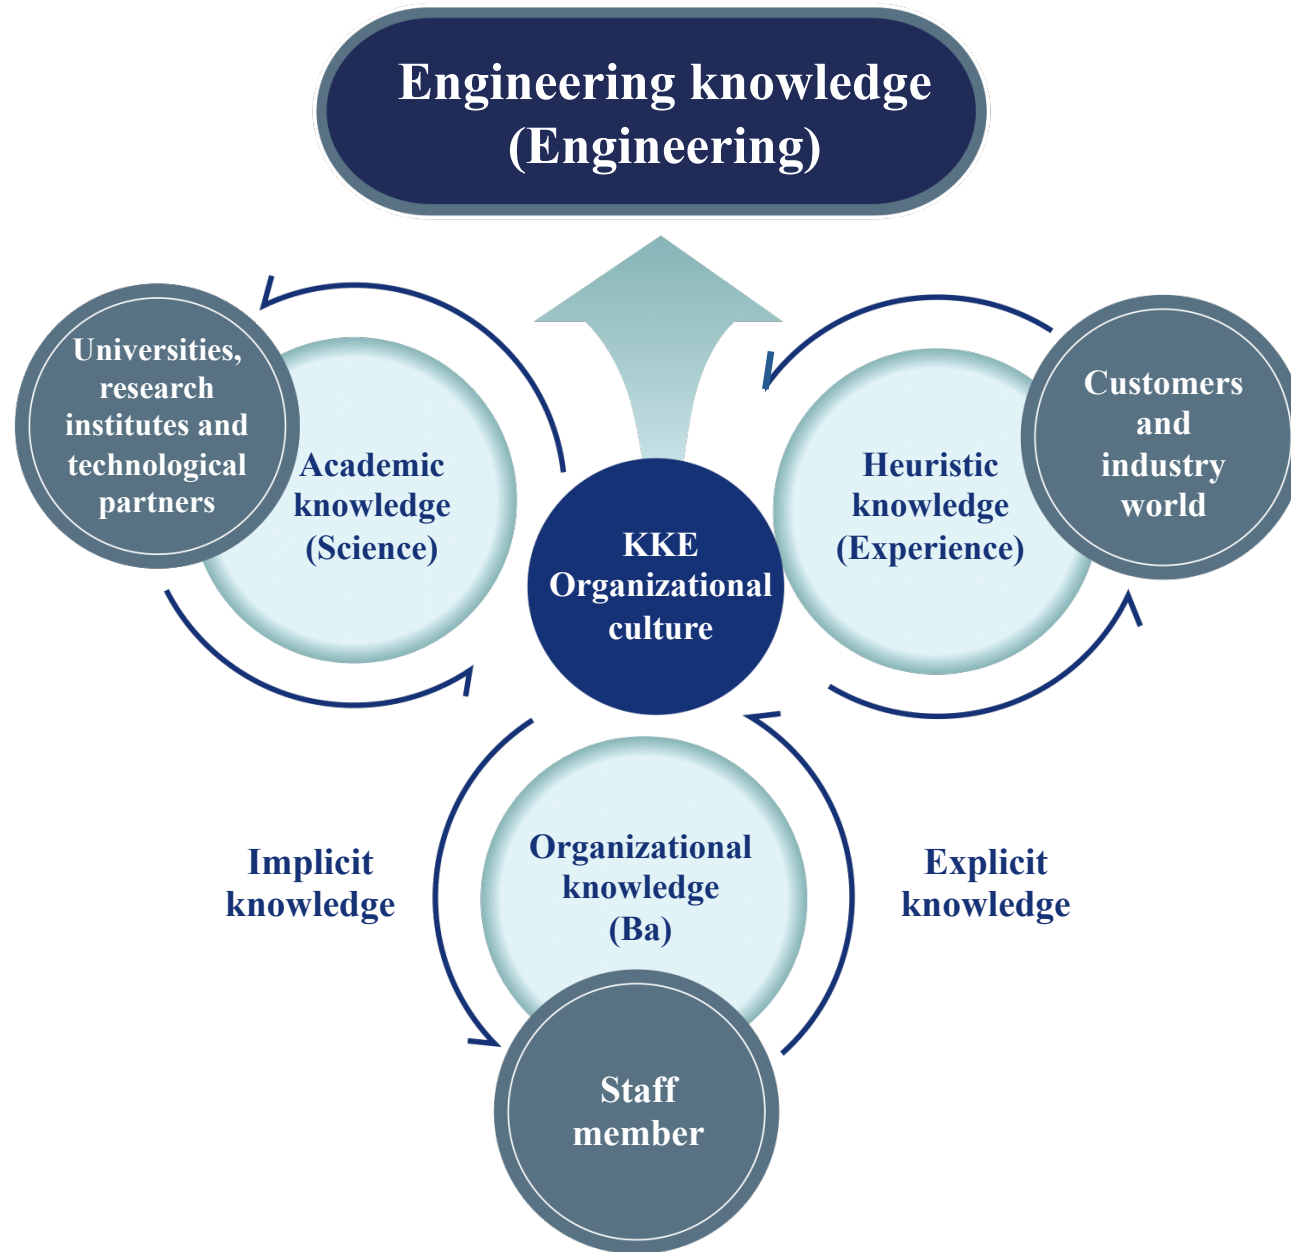 Engineering knowledge
(Engineering)
Universities,
research
institutes and
technological
partners
Academic
knowledge
(Science)
KKE
Organizational
culture
Heuristic
knowledge
(Experience)
Customers
and
industry
world
Implicit
knowledge
Organizational
knowledge
(Ba)
Explicit
knowledge
Staff
member